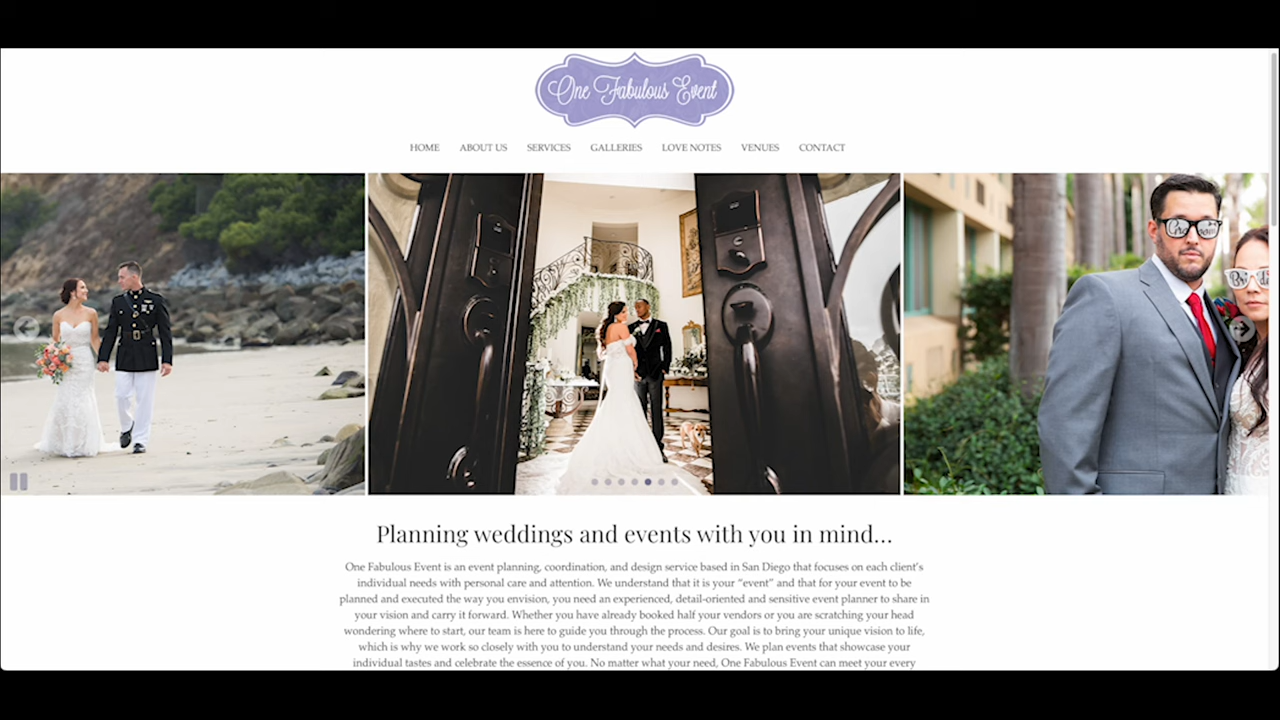 One Fabulous Event
HOME ABOUT US SERVICES GALLERIES LOVE NOTES VENUES CONTACT
Planning weddings and events with you in mind...
One Fabulous Event is an event planning, coordination, and design service based in San Diego that focuses on each client's
individual needs with personal care and attention. We understand that it is your “event” and that for your event to be
planned and executed the way you envision, you need an experienced, detail-oriented and sensitive event planner to share in
your vision and carry it forward. Whether you have already booked half your vendors or you are scratching your head
wondering where to start, our team is here to guide you through the process. Our goal is to bring your unique vision to life,
which is why we work so closely with you to understand your needs and desires. We plan events that showcase your
individual tastes and celebrate the essence of you. No matter what your need, One Fabulous Event can meet your every